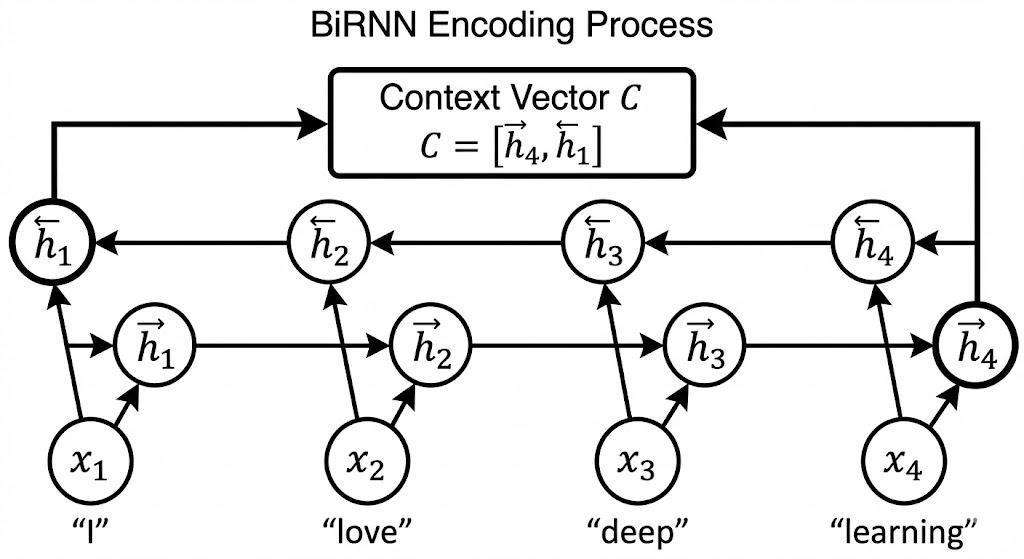 BiRNN Encoding Process
Context Vector C
C = [h⃗₄, h⃖₁]
h⃖₁ h⃖₂ h⃖₃ h⃖₄
h⃗₁ h⃗₂ h⃗₃ h⃗₄
x₁ x₂ x₃ x₄
“I” “love” “deep” “learning”